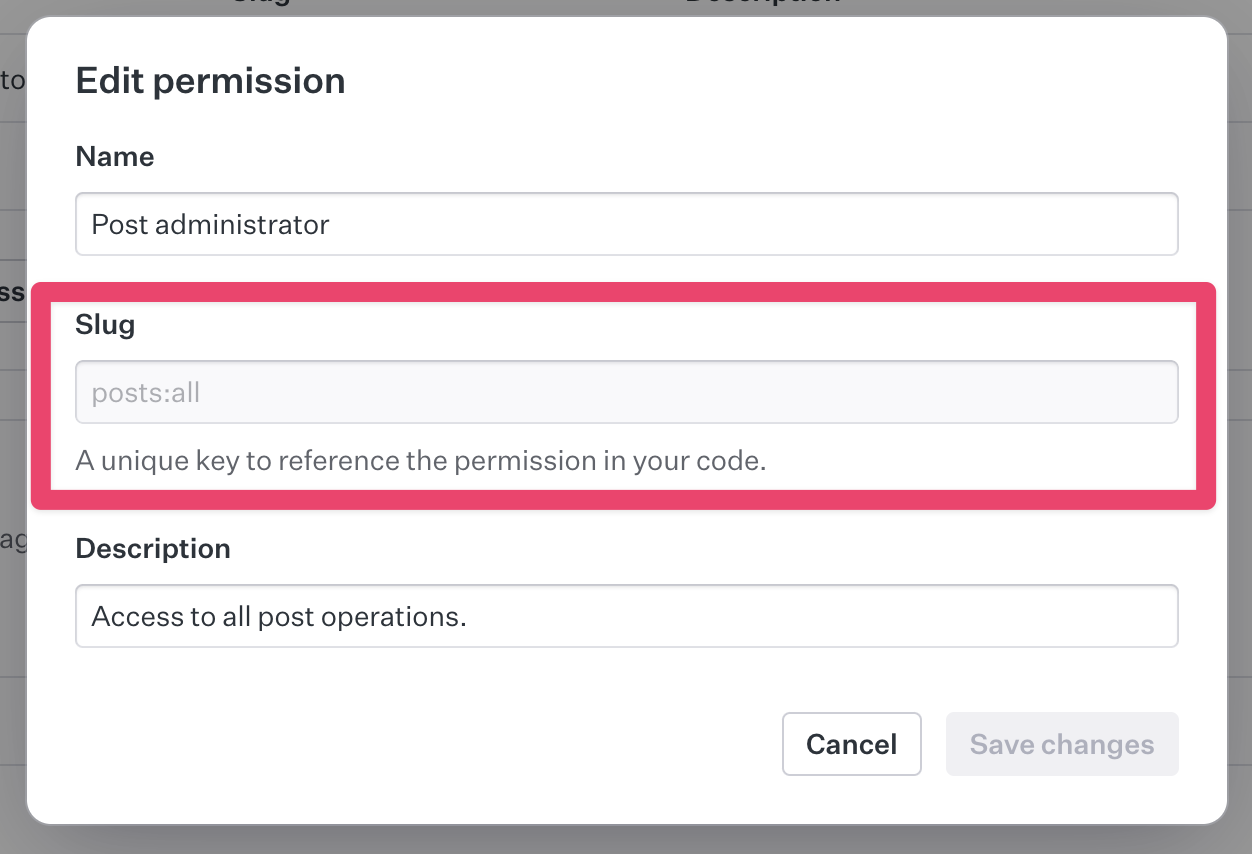 Edit permission
Name
Post administrator
Slug
posts:all
A unique key to reference the permission in your code.
Description
Access to all post operations.
Cancel
Save changes